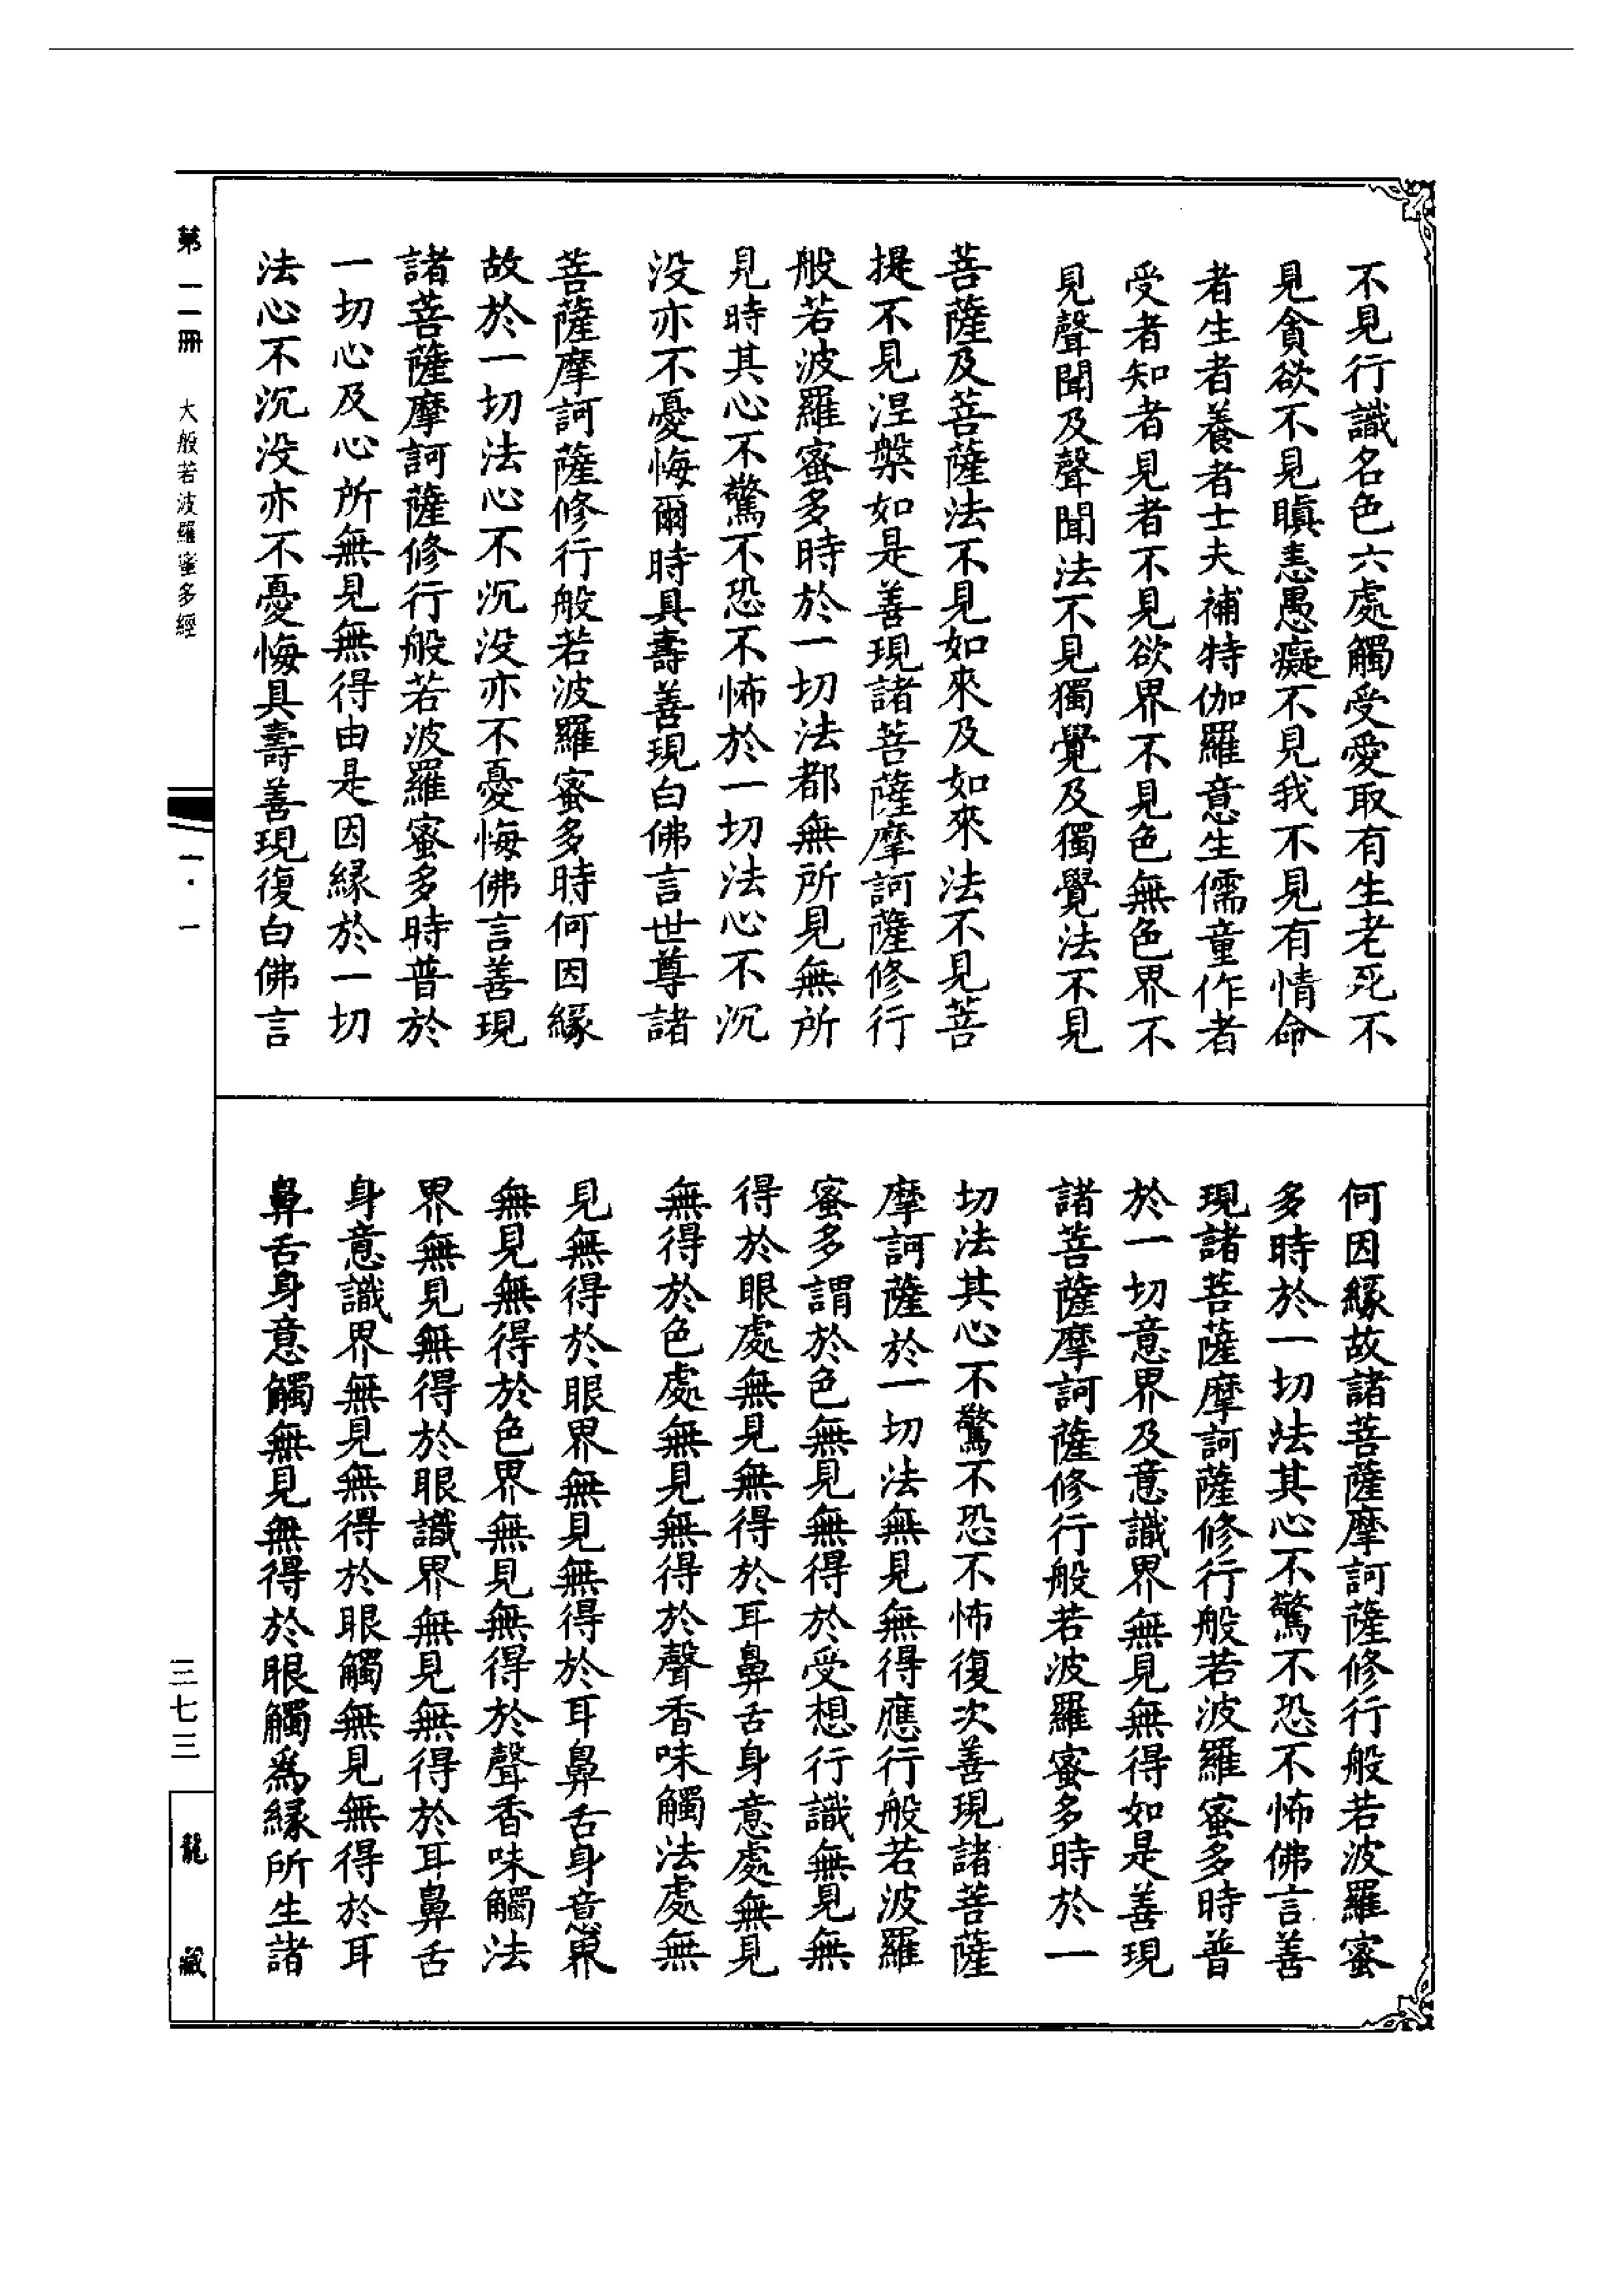 不見行識名色六處觸受愛取有生老死不
見貪欲不見瞋恚愚癡不見我不見有情命
者生者養者士夫補特伽羅意生儒童作者
受者知者見者不見欲界不見色無色界不
見聲聞及聲聞法不見獨覺及獨覺法不見
菩薩及菩薩法不見如來及如來法不見菩
提不見涅槃如是善現諸菩薩摩訶薩修行
般若波羅蜜多時於一切法都無所見無所
見時其心不驚不恐不怖於一切法心不沉
没亦不憂悔爾時具壽善現白佛言世尊諸
菩薩摩訶薩修行般若波羅蜜多時何因緣
故於一切法心不沉没亦不憂悔佛言善現
諸菩薩摩訶薩修行般若波羅蜜多時普於
一切心及心所無見無得由是因緣於一切
法心不沉没亦不憂悔具壽善現復白佛言
何因緣故諸菩薩摩訶薩修行般若波羅蜜
多時於一切法其心不驚不恐不怖佛言善
現諸菩薩摩訶薩修行般若波羅蜜多時普
於一切意界及意識界無見無得如是善現
諸菩薩摩訶薩修行般若波羅蜜多時於一
切法其心不驚不恐不怖復次善現諸菩薩
摩訶薩於一切法無見無得應行般若波羅
蜜多謂於色無見無得於受想行識無見無
得於眼處無見無得於耳鼻舌身意處無見
無得於色處無見無得於聲香味觸法處無
見無得於眼界無見無得於耳鼻舌身意界
無見無得於色界無見無得於聲香味觸法
界無見無得於眼識界無見無得於耳鼻舌
身意識界無見無得於眼觸無見無得於耳
鼻舌身意觸無見無得於眼觸爲緣所生諸
第二冊 大般若波羅蜜多經 一·一 三七三 龍藏